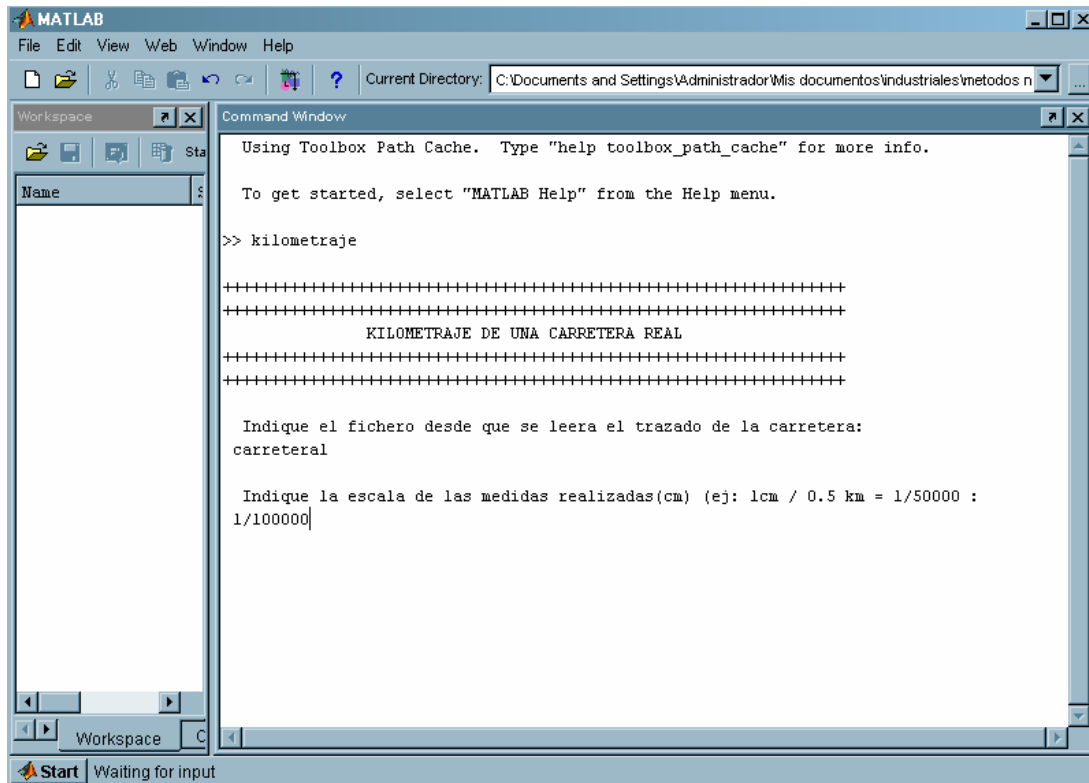 MATLAB
File Edit View Web Window Help
Current Directory: C:\Documents and Settings\Administrador\Mis documentos\industriales\metodos n
...
Workspace
Command Window
Sta
Name S
Using Toolbox Path Cache. Type "help toolbox_path_cache" for more info.
To get started, select "MATLAB Help" from the Help menu.
>> kilometraje
++++++++++++++++++++++++++++++++++++++++++++++++++++++++++++++++++
++++++++++++++++++++++++++++++++++++++++++++++++++++++++++++++++++
KILOMETRAJE DE UNA CARRETERA REAL
++++++++++++++++++++++++++++++++++++++++++++++++++++++++++++++++++
++++++++++++++++++++++++++++++++++++++++++++++++++++++++++++++++++
Indique el fichero desde que se leera el trazado de la carretera:
carretera1
Indique la escala de las medidas realizadas(cm) (ej: 1cm / 0.5 km = 1/50000 :
1/100000
Workspace C
Start Waiting for input